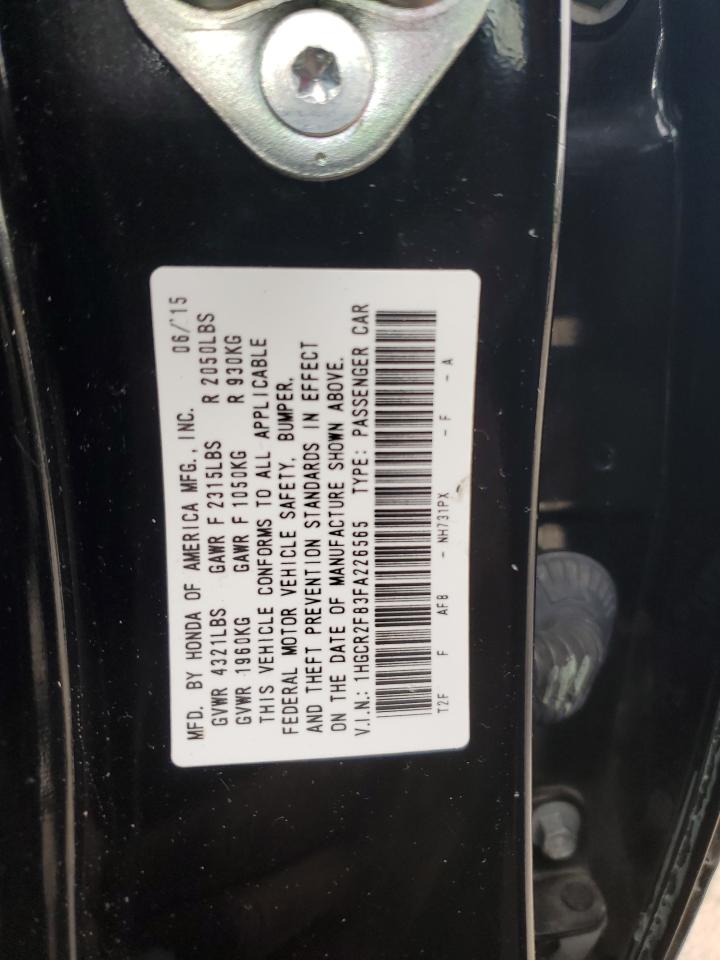 MFD. BY HONDA OF AMERICA MFG., INC. 06/'15
GVWR 4321LBS GAWR F 2315LBS R 2050LBS
GVWR 1960KG GAWR F 1050KG R 930KG
THIS VEHICLE CONFORMS TO ALL APPLICABLE
FEDERAL MOTOR VEHICLE SAFETY, BUMPER,
AND THEFT PREVENTION STANDARDS IN EFFECT
ON THE DATE OF MANUFACTURE SHOWN ABOVE.
V.I.N.: 1HGCR2F83FA226565 TYPE: PASSENGER CAR
T2F F AF8 - NH731PX - F - A